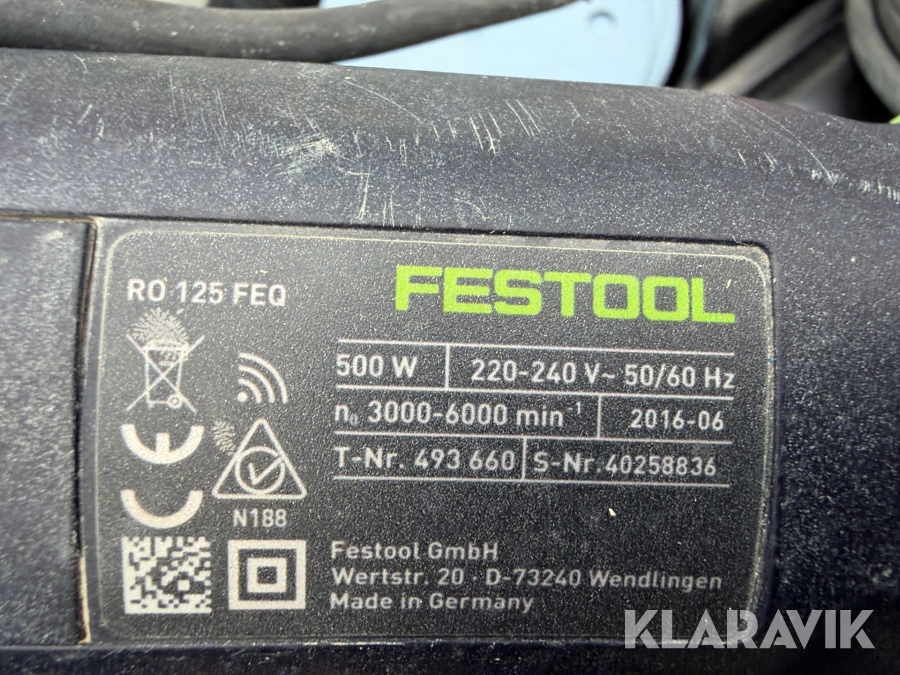 RO 125 FEQ
FESTOOL
500 W 220-240 V~ 50/60 Hz
n₀ 3000-6000 min⁻¹ 2016-06
T-Nr. 493 660 S-Nr. 40258836
CE
N188
Festool GmbH
Wertstr. 20 · D-73240 Wendlingen
Made in Germany
KLARAVIK